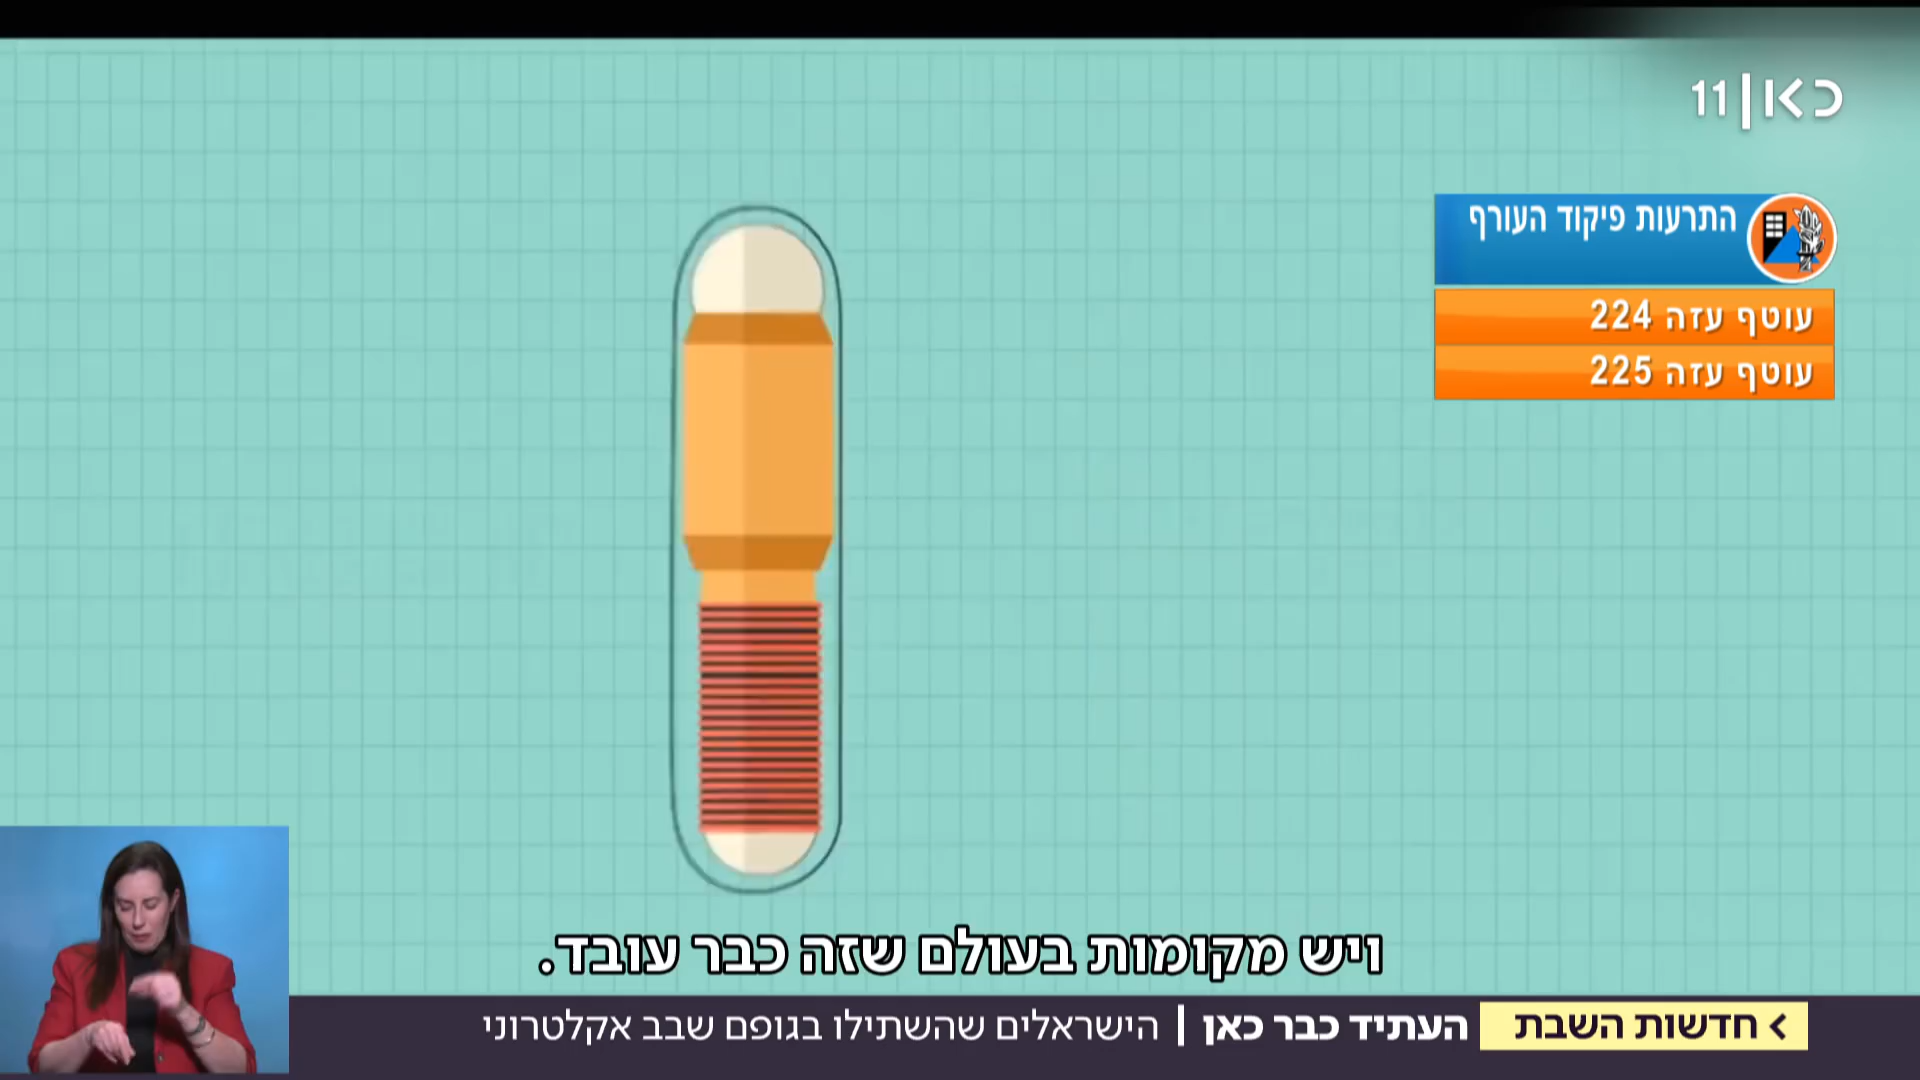 כאן 11
התרעות פיקוד העורף
עוטף עזה 224
עוטף עזה 225
ויש מקומות בעולם שזה כבר עובד.
חדשות השבת
העתיד כבר כאן | הישראלים שהשתילו בגופם שבב אקלטרוני